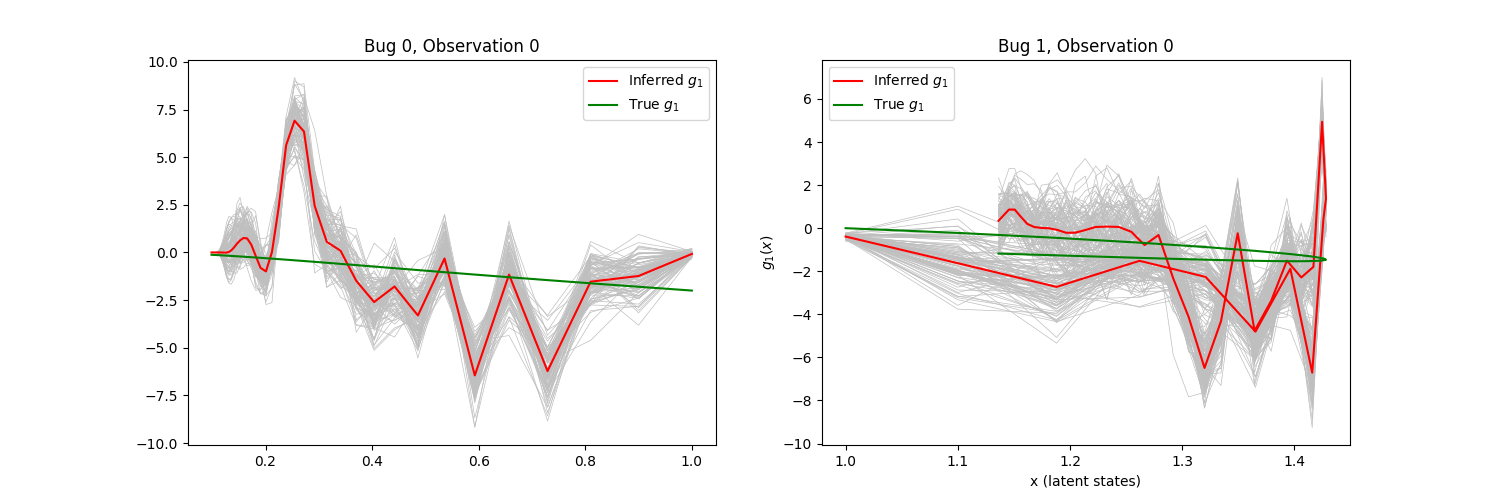 Bug 0, Observation 0
Inferred g₁
True g₁
10.0
7.5
5.0
2.5
0.0
−2.5
−5.0
−7.5
−10.0
0.2 0.4 0.6 0.8 1.0
Bug 1, Observation 0
Inferred g₁
True g₁
g₁(x)
6
4
2
0
−2
−4
−6
−8
−10
1.0 1.1 1.2 1.3 1.4
x (latent states)